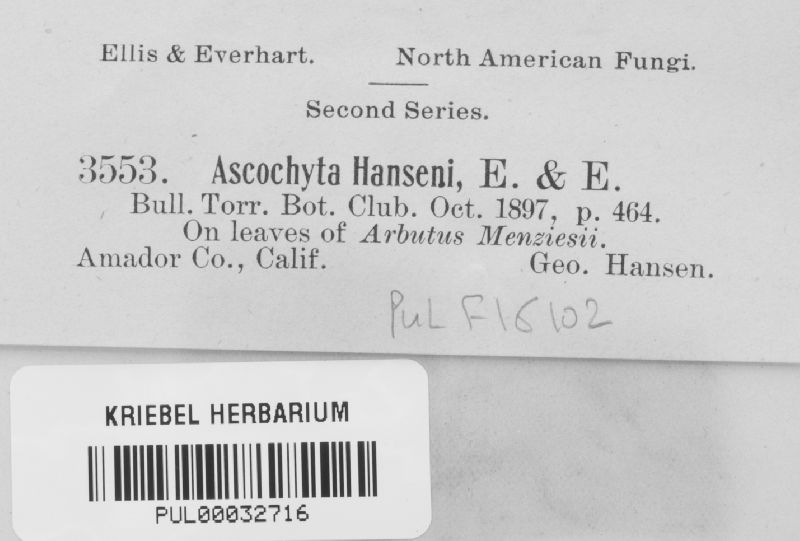 Ellis & Everhart. North American Fungi.
Second Series.
3553. Ascochyta Hanseni, E. & E.
Bull. Torr. Bot. Club. Oct. 1897, p. 464.
On leaves of Arbutus Menziesii.
Amador Co., Calif. Geo. Hansen.
PUL F16102
KRIEBEL HERBARIUM
PUL00032716